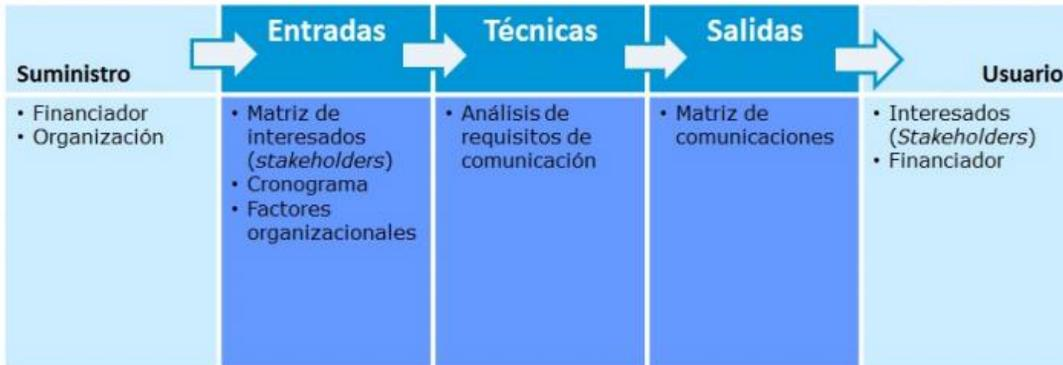 Suministro
Entradas
Técnicas
Salidas
Usuario
• Financiador
• Organización
• Matriz de
interesados
(stakeholders)
• Cronograma
• Factores
organizacionales
• Análisis de
requisitos de
comunicación
• Matriz de
comunicaciones
• Interesados
(Stakeholders)
• Financiador